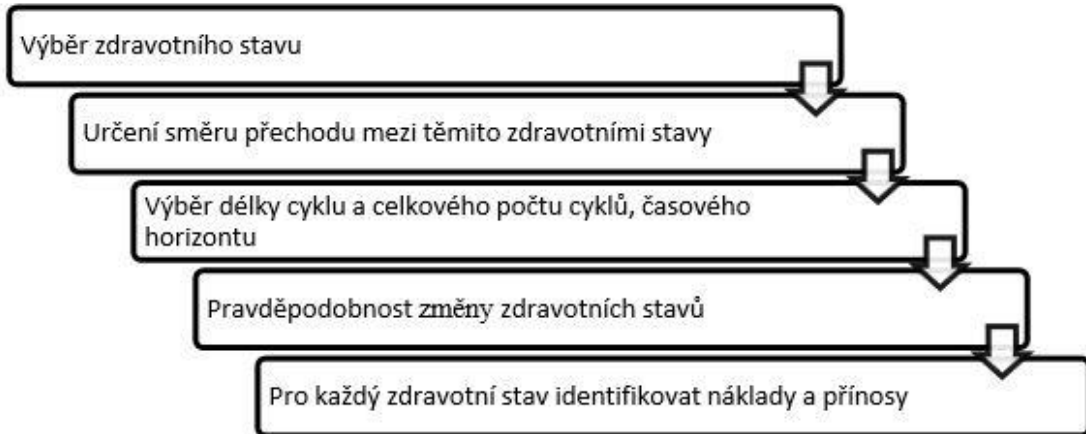 Výběr zdravotního stavu
Určení směru přechodu mezi těmito zdravotními stavy
Výběr délky cyklu a celkového počtu cyklů, časového
horizontu
Pravděpodobnost změny zdravotních stavů
Pro každý zdravotní stav identifikovat náklady a přínosy